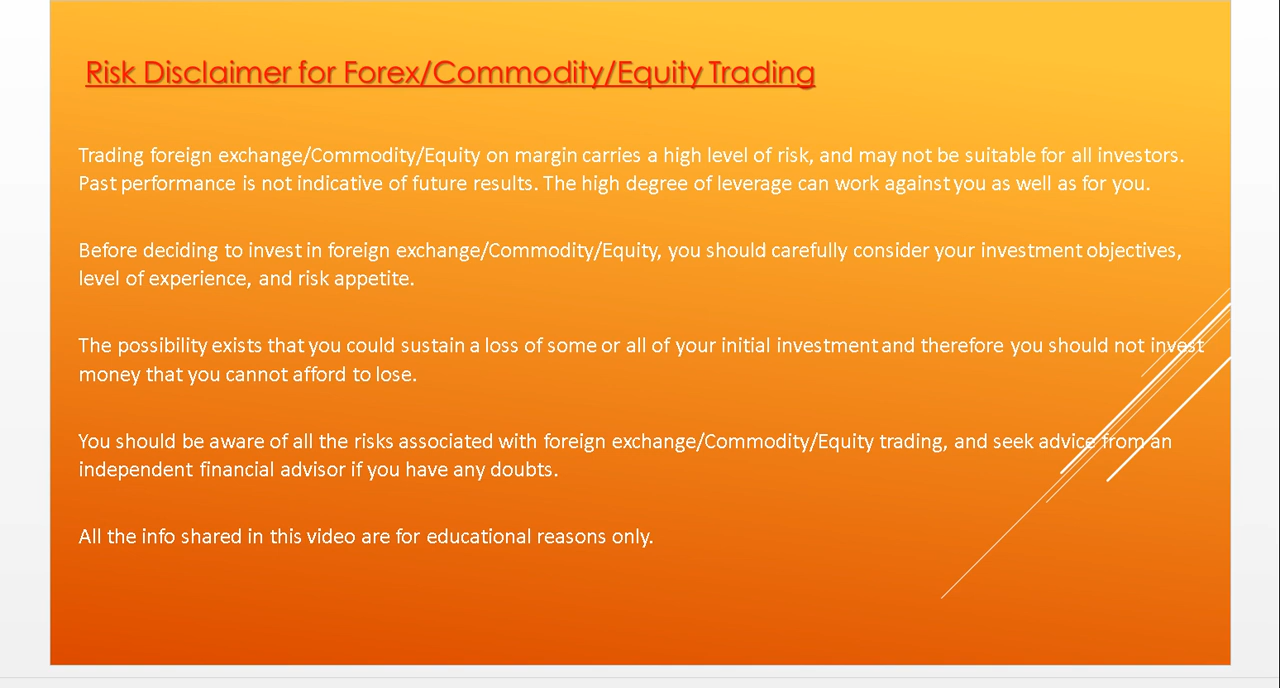 Risk Disclaimer for Forex/Commodity/Equity Trading
Trading foreign exchange/Commodity/Equity on margin carries a high level of risk, and may not be suitable for all investors.
Past performance is not indicative of future results. The high degree of leverage can work against you as well as for you.
Before deciding to invest in foreign exchange/Commodity/Equity, you should carefully consider your investment objectives,
level of experience, and risk appetite.
The possibility exists that you could sustain a loss of some or all of your initial investment and therefore you should not invest
money that you cannot afford to lose.
You should be aware of all the risks associated with foreign exchange/Commodity/Equity trading, and seek advice from an
independent financial advisor if you have any doubts.
All the info shared in this video are for educational reasons only.